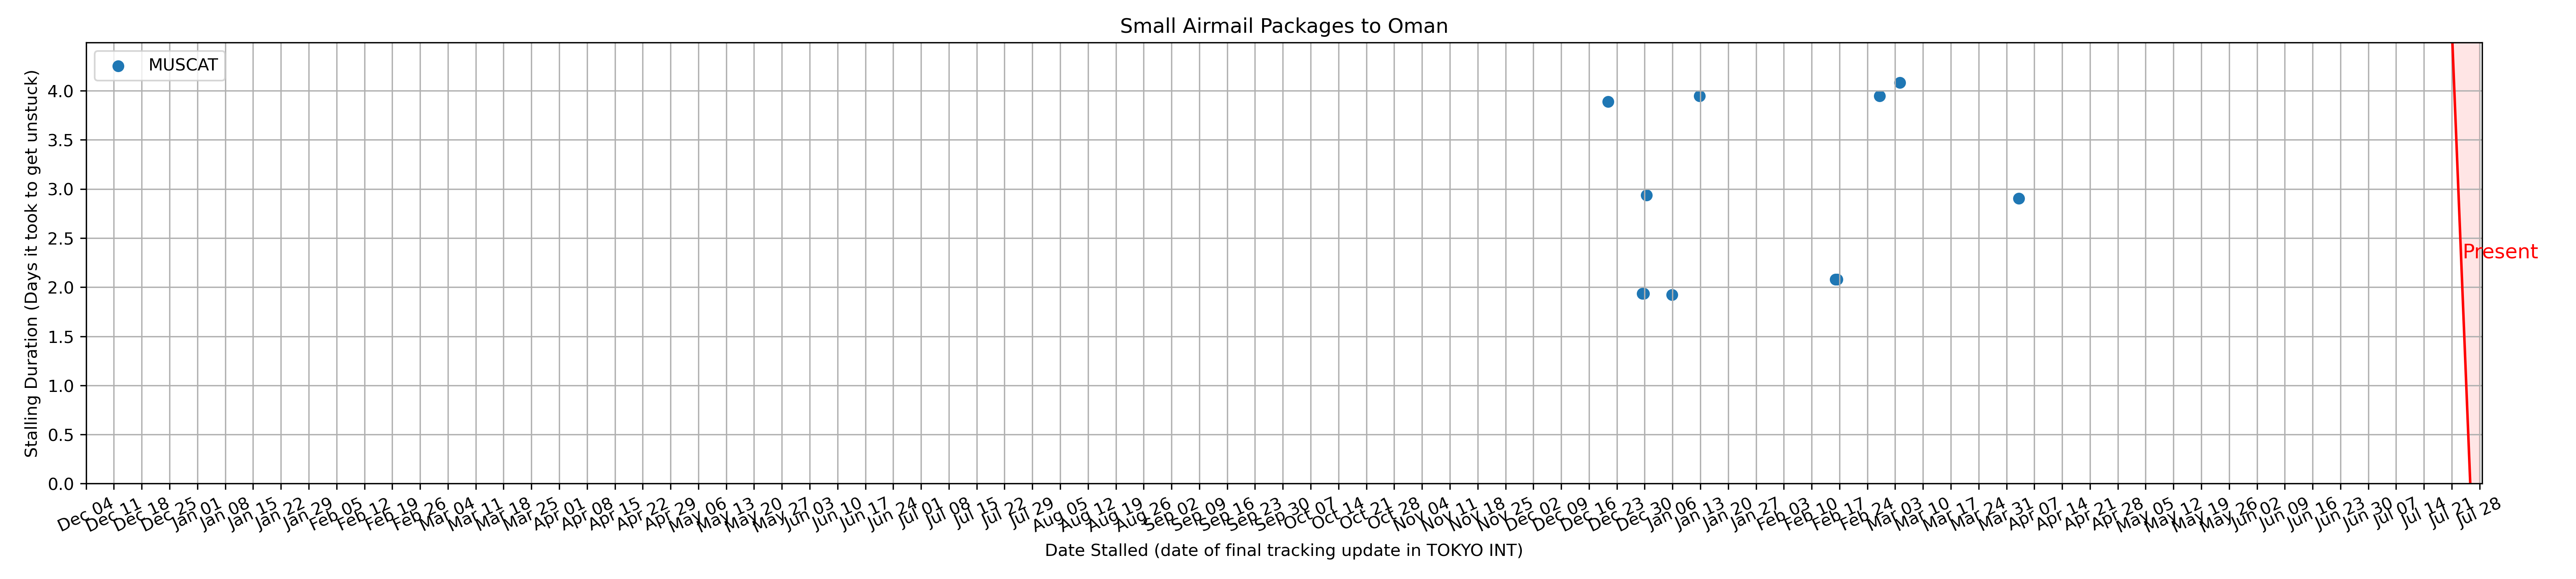 Small Airmail Packages to Oman
MUSCAT
Stalling Duration (Days it took to get unstuck)
4.0
3.5
3.0
2.5
2.0
1.5
1.0
0.5
0.0
Present
Dec 04
Dec 11
Dec 18
Dec 25
Jan 01
Jan 08
Jan 15
Jan 22
Jan 29
Feb 05
Feb 12
Feb 19
Feb 26
Mar 04
Mar 11
Mar 18
Mar 25
Apr 01
Apr 08
Apr 15
Apr 22
Apr 29
May 06
May 13
May 20
May 27
Jun 03
Jun 10
Jun 17
Jun 24
Jul 01
Jul 08
Jul 15
Jul 22
Jul 29
Aug 05
Aug 12
Aug 19
Aug 26
Sep 02
Sep 09
Sep 16
Sep 23
Sep 30
Oct 07
Oct 14
Oct 21
Oct 28
Nov 04
Nov 11
Nov 18
Nov 25
Dec 02
Dec 09
Dec 16
Dec 23
Dec 30
Jan 06
Jan 13
Jan 20
Jan 27
Feb 03
Feb 10
Feb 17
Feb 24
Mar 03
Mar 10
Mar 17
Mar 24
Mar 31
Apr 07
Apr 14
Apr 21
Apr 28
May 05
May 12
May 19
May 26
Jun 02
Jun 09
Jun 16
Jun 23
Jun 30
Jul 07
Jul 14
Jul 21
Jul 28
Date Stalled (date of final tracking update in TOKYO INT)